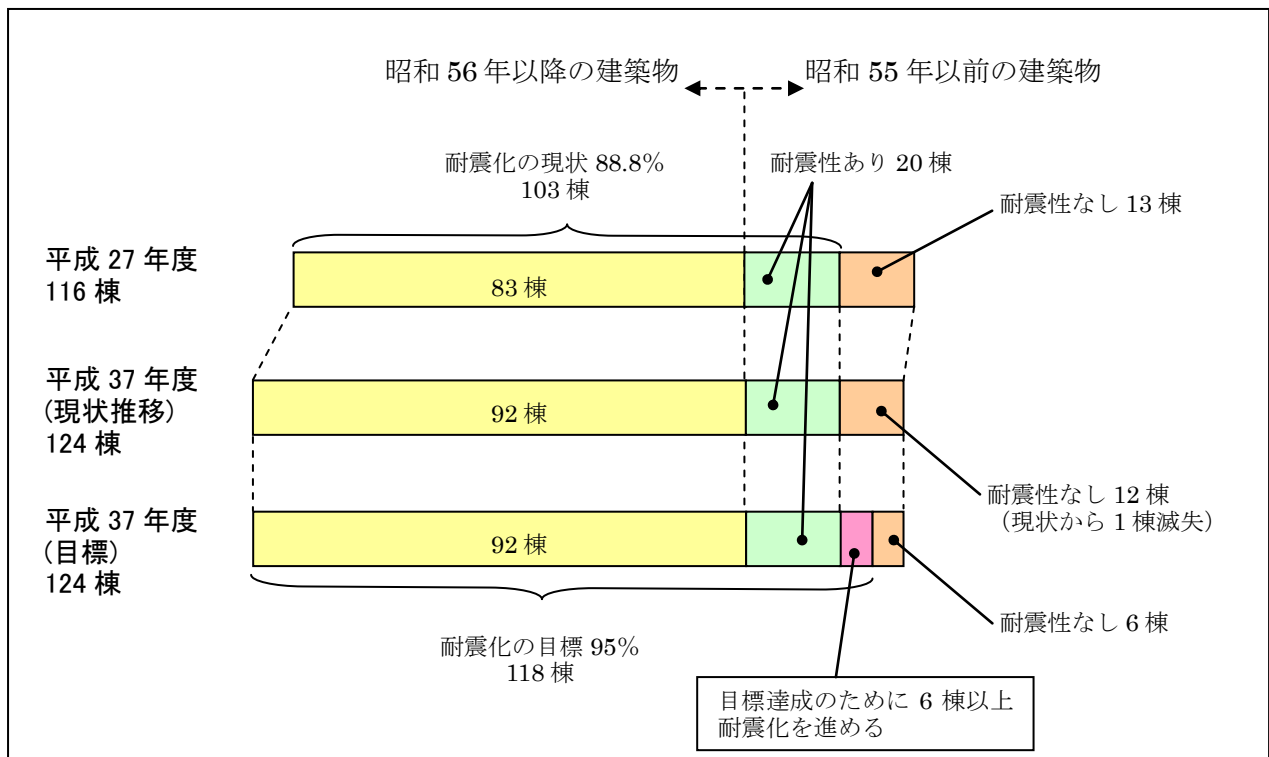 昭和 56 年以降の建築物
昭和 55 年以前の建築物
耐震化の現状 88.8%
103 棟
耐震性あり 20 棟
耐震性なし 13 棟
平成 27 年度
116 棟
83 棟
平成 37 年度
(現状推移)
124 棟
92 棟
耐震性なし 12 棟
(現状から 1 棟滅失)
平成 37 年度
(目標)
124 棟
92 棟
耐震性なし 6 棟
耐震化の目標 95%
118 棟
目標達成のために 6 棟以上
耐震化を進める